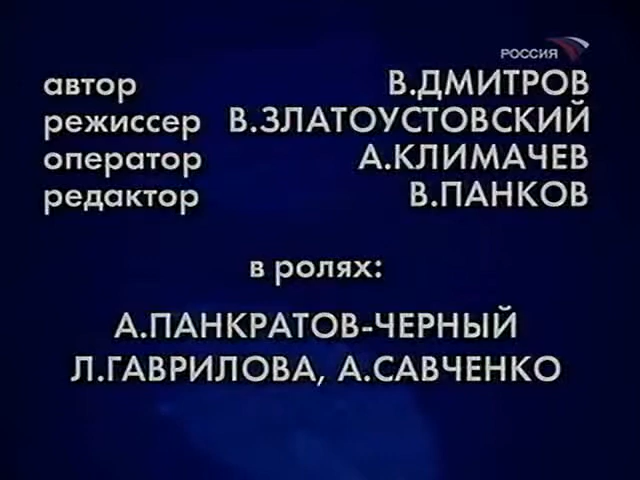 РОССИЯ
автор В.ДМИТРОВ
режиссер В.ЗЛАТОУСТОВСКИЙ
оператор А.КЛИМАЧЕВ
редактор В.ПАНКОВ
в ролях:
А.ПАНКРАТОВ-ЧЕРНЫЙ
Л.ГАВРИЛОВА, А.САВЧЕНКО